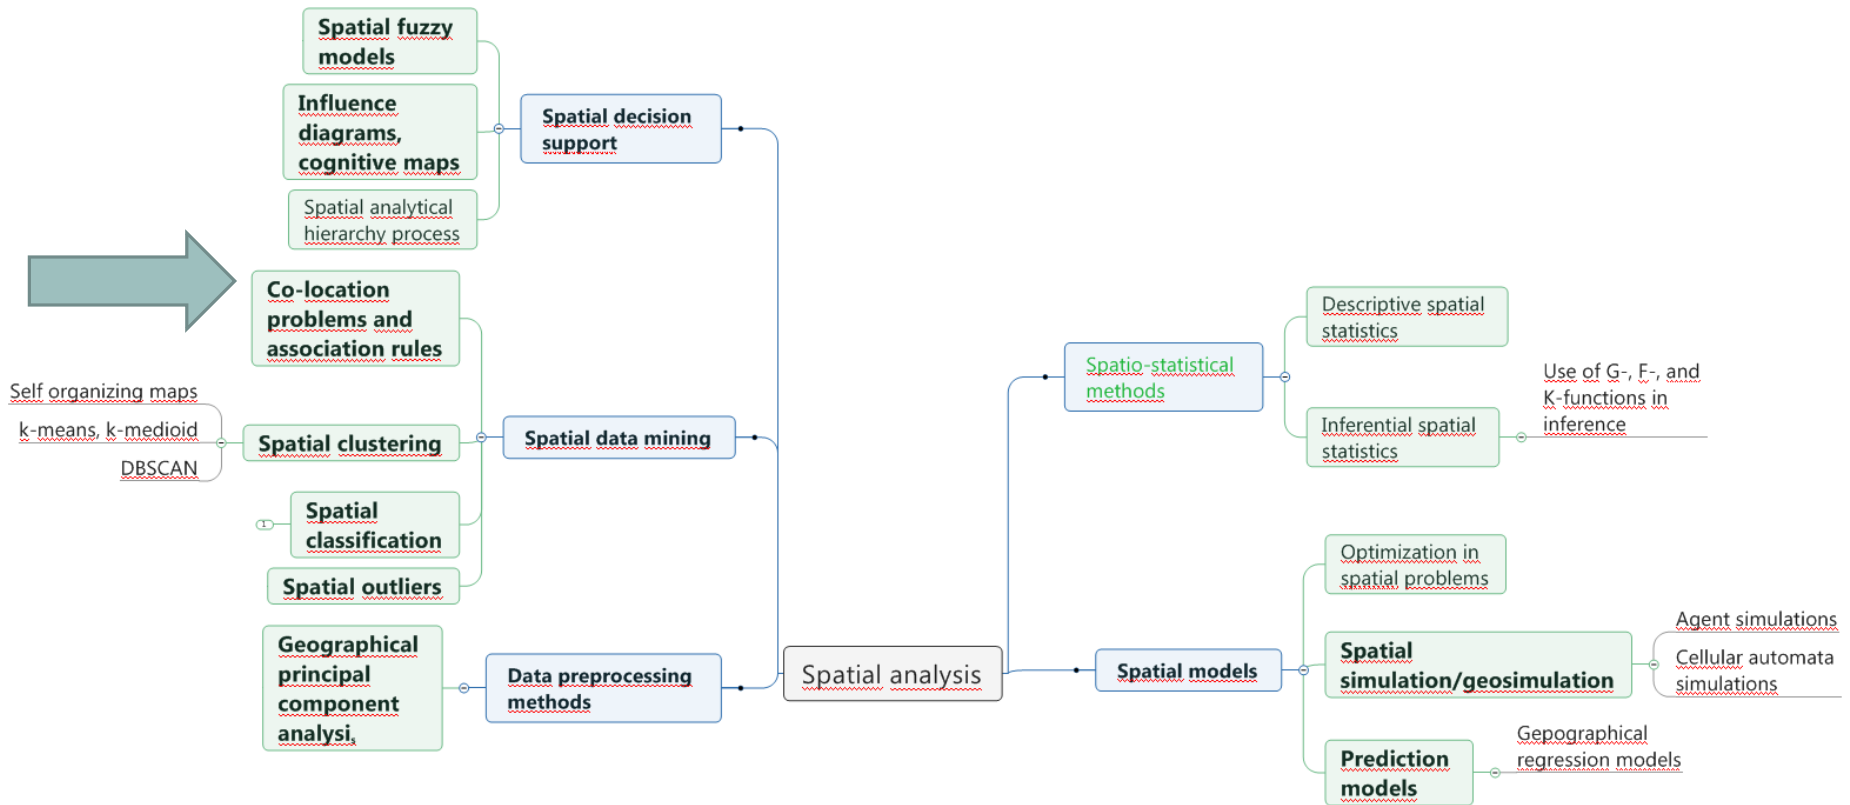 Spatial fuzzy
models
Influence
diagrams,
cognitive maps
Spatial analytical
hierarchy process
Spatial decision
support
Co-location
problems and
association rules
Self organizing maps
k-means, k-medioid
DBSCAN
Spatial clustering
Spatial data mining
1
Spatial
classification
Spatial outliers
Geographical
principal
component
analysis
Data preprocessing
methods
Spatial analysis
Spatio-statistical
methods
Descriptive spatial
statistics
Inferential spatial
statistics
Use of G-, F-, and
K-functions in
inference
Spatial models
Optimization in
spatial problems
Spatial
simulation/geosimulation
Agent simulations
Cellular automata
simulations
Prediction
models
Gepographical
regression models